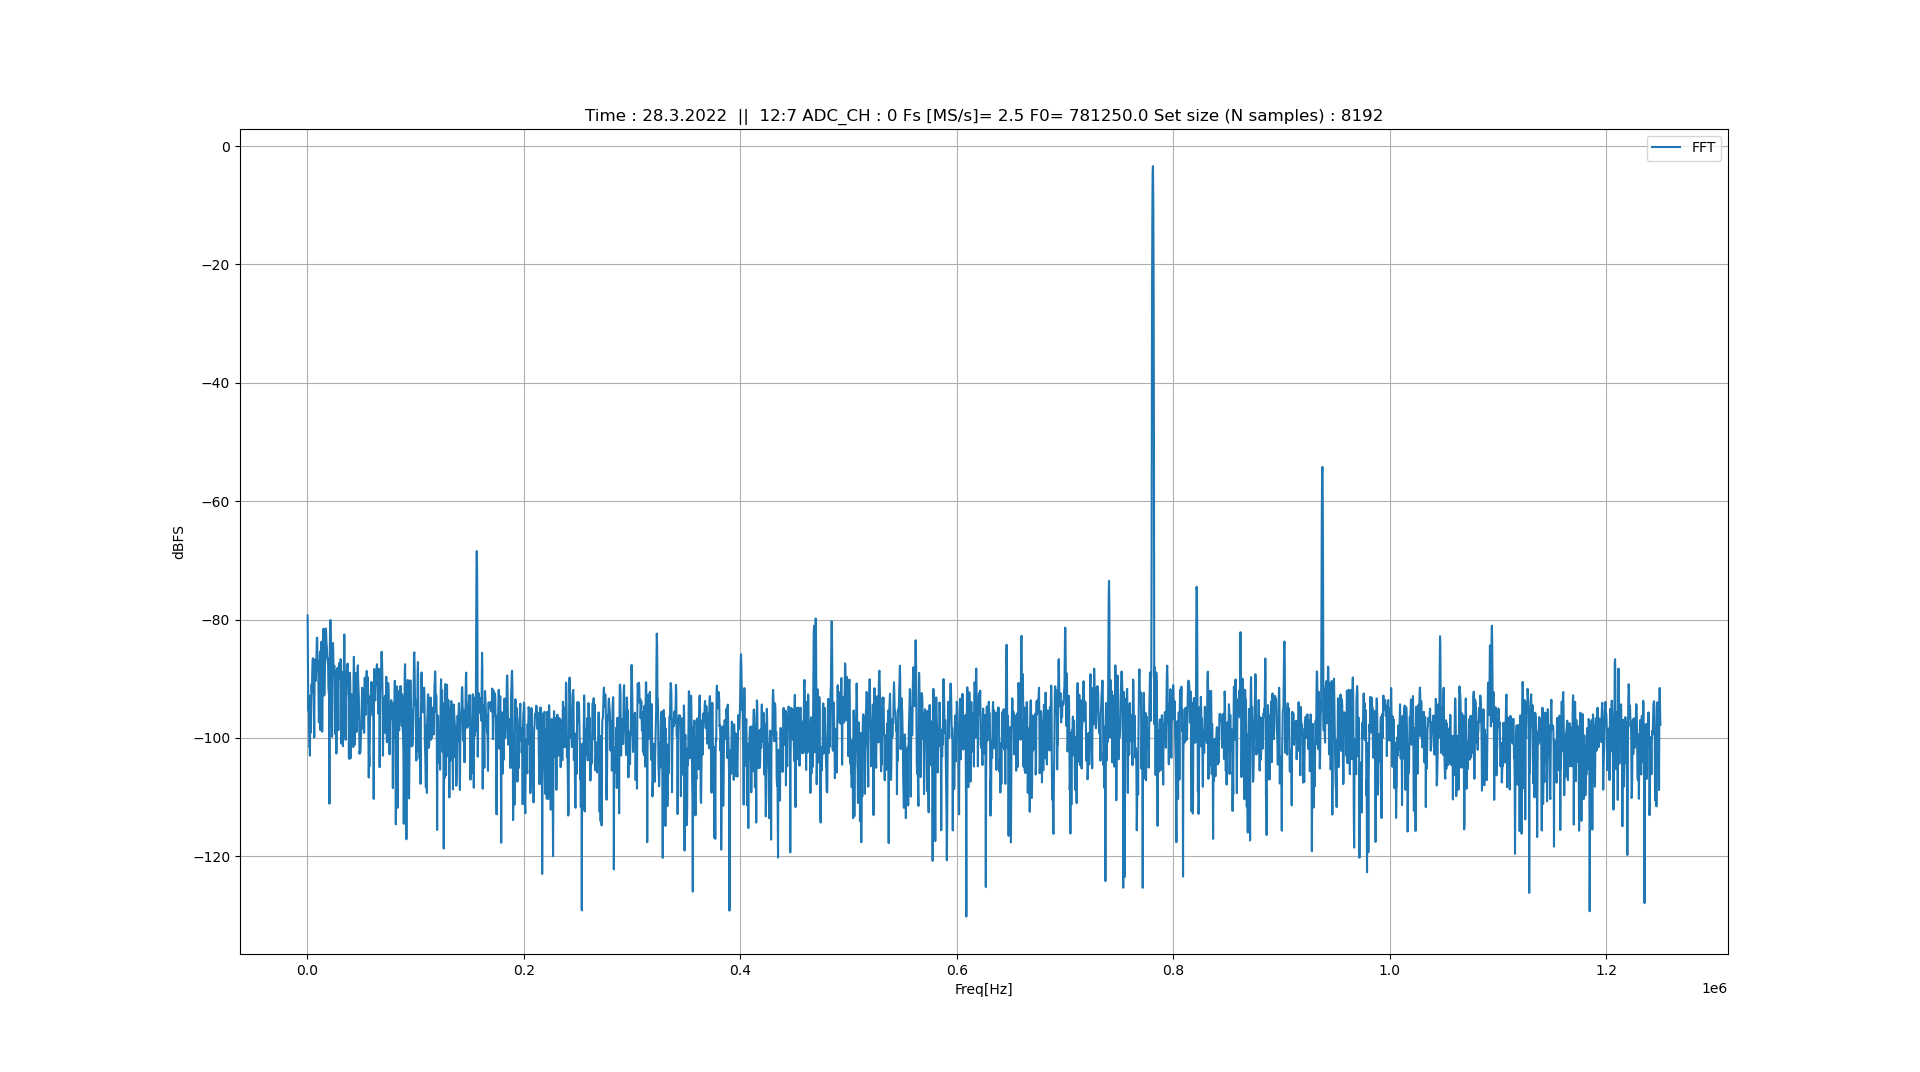 Time : 28.3.2022  ||  12:7 ADC_CH : 0 Fs [MS/s]= 2.5 F0= 781250.0 Set size (N samples) : 8192
FFT
0
−20
−40
−60
−80
−100
−120
dBFS
0.0 0.2 0.4 0.6 0.8 1.0 1.2
Freq[Hz]
1e6